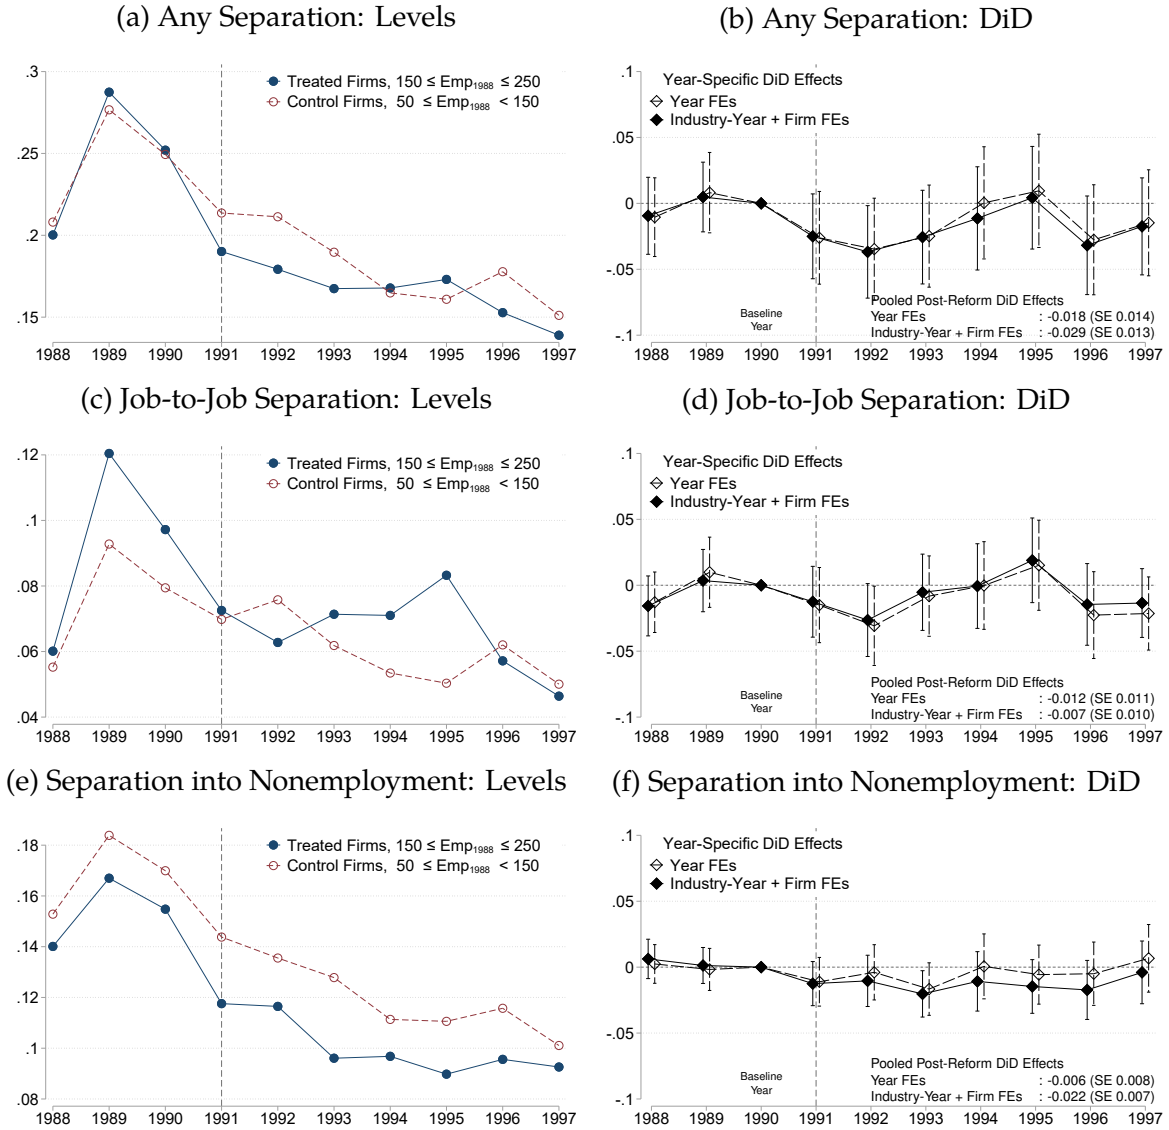 (a) Any Separation: Levels
.3
.25
.2
.15
Treated Firms, 150 ≤ Emp1988 ≤ 250
Control Firms, 50 ≤ Emp1988 < 150
1988 1989 1990 1991 1992 1993 1994 1995 1996 1997
(b) Any Separation: DiD
.1
.05
0
-.05
-.1
Year-Specific DiD Effects
Year FEs
Industry-Year + Firm FEs
Baseline
Year
Pooled Post-Reform DiD Effects
Year FEs : -0.018 (SE 0.014)
Industry-Year + Firm FEs : -0.029 (SE 0.013)
1988 1989 1990 1991 1992 1993 1994 1995 1996 1997
(c) Job-to-Job Separation: Levels
.12
.1
.08
.06
.04
Treated Firms, 150 ≤ Emp1988 ≤ 250
Control Firms, 50 ≤ Emp1988 < 150
1988 1989 1990 1991 1992 1993 1994 1995 1996 1997
(d) Job-to-Job Separation: DiD
.1
.05
0
-.05
-.1
Year-Specific DiD Effects
Year FEs
Industry-Year + Firm FEs
Baseline
Year
Pooled Post-Reform DiD Effects
Year FEs : -0.012 (SE 0.011)
Industry-Year + Firm FEs : -0.007 (SE 0.010)
1988 1989 1990 1991 1992 1993 1994 1995 1996 1997
(e) Separation into Nonemployment: Levels
.18
.16
.14
.12
.1
.08
Treated Firms, 150 ≤ Emp1988 ≤ 250
Control Firms, 50 ≤ Emp1988 < 150
1988 1989 1990 1991 1992 1993 1994 1995 1996 1997
(f) Separation into Nonemployment: DiD
.1
.05
0
-.05
-.1
Year-Specific DiD Effects
Year FEs
Industry-Year + Firm FEs
Baseline
Year
Pooled Post-Reform DiD Effects
Year FEs : -0.006 (SE 0.008)
Industry-Year + Firm FEs : -0.022 (SE 0.007)
1988 1989 1990 1991 1992 1993 1994 1995 1996 1997